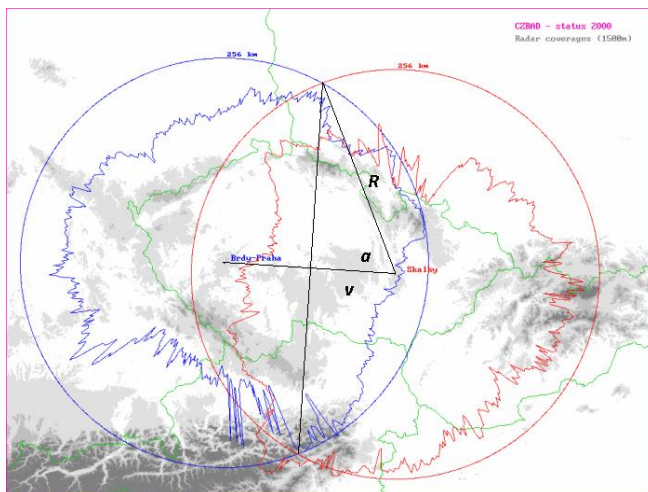 CZRAD - status 2000
Radar coverages (1500m)
256 km
256 km
R
Brdy-Praha
α
Skalky
v